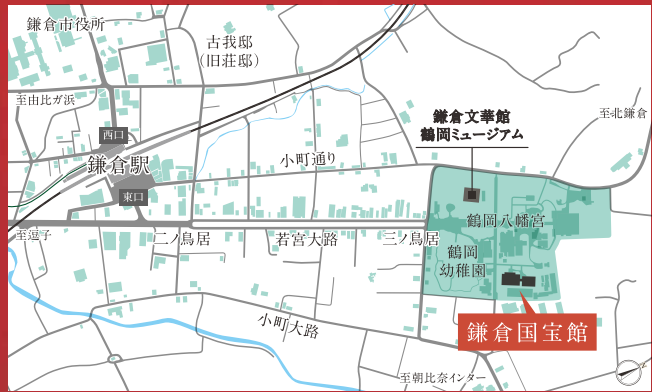 鎌倉市役所
古我邸
（旧荘邸）
至由比ガ浜
西口
鎌倉駅
東口
小町通り
鎌倉文華館
鶴岡ミュージアム
至北鎌倉
至逗子
二ノ鳥居
若宮大路
三ノ鳥居
鶴岡八幡宮
鶴岡
幼稚園
鎌倉国宝館
小町大路
至朝比奈インター
Z